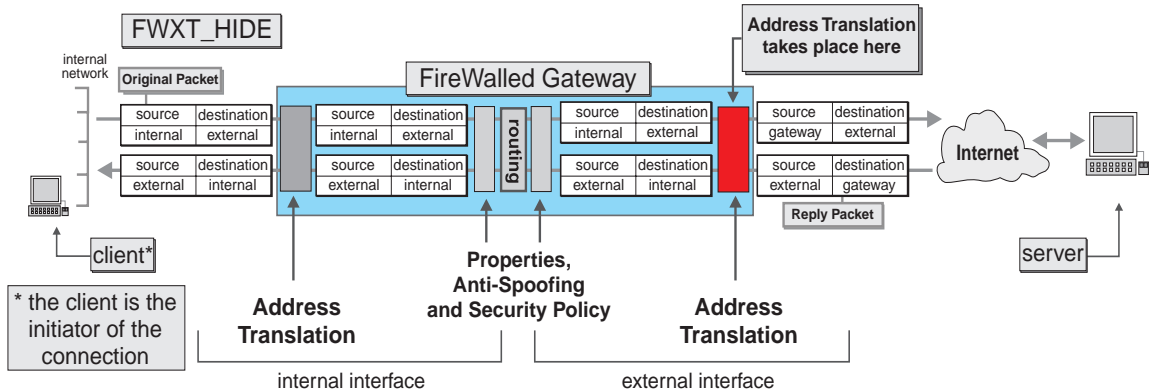 FWXT_HIDE
Address Translation
takes place here
internal
network
Original Packet
FireWalled Gateway
source destination
internal external
source destination
internal external
source destination
internal external
source destination
gateway external
source destination
external internal
source destination
external internal
source destination
external internal
source destination
external gateway
routing
Internet
Reply Packet
client*
server
* the client is the
initiator of the
connection
Address
Translation
Properties,
Anti-Spoofing
and Security Policy
Address
Translation
internal interface
external interface